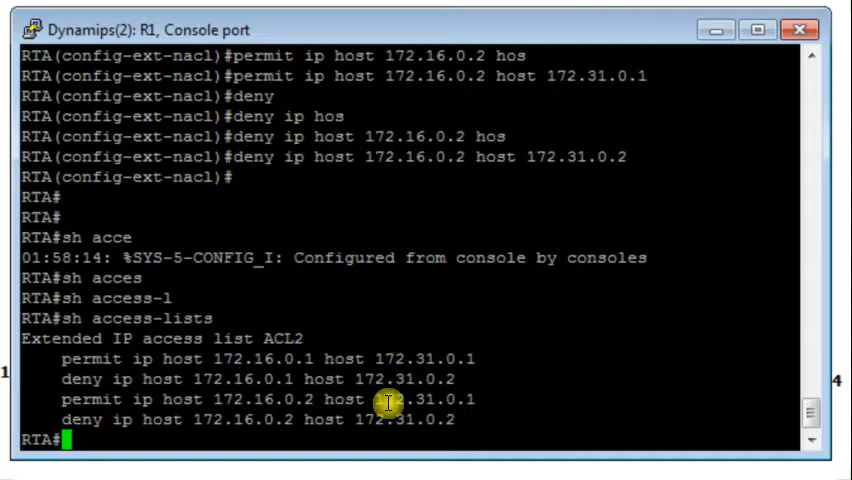 Dynamips(2): R1, Console port
RTA(config-ext-nacl)#permit ip host 172.16.0.2 hos
RTA(config-ext-nacl)#permit ip host 172.16.0.2 host 172.31.0.1
RTA(config-ext-nacl)#deny
RTA(config-ext-nacl)#deny ip hos
RTA(config-ext-nacl)#deny ip host 172.16.0.2 hos
RTA(config-ext-nacl)#deny ip host 172.16.0.2 host 172.31.0.2
RTA(config-ext-nacl)#
RTA#
RTA#
RTA#sh acce
01:58:14: %SYS-5-CONFIG_I: Configured from console by consoles
RTA#sh acces
RTA#sh access-l
RTA#sh access-lists
Extended IP access list ACL2
permit ip host 172.16.0.1 host 172.31.0.1
1
deny ip host 172.16.0.1 host 172.31.0.2
4
permit ip host 172.16.0.2 host 172.31.0.1
deny ip host 172.16.0.2 host 172.31.0.2
RTA#